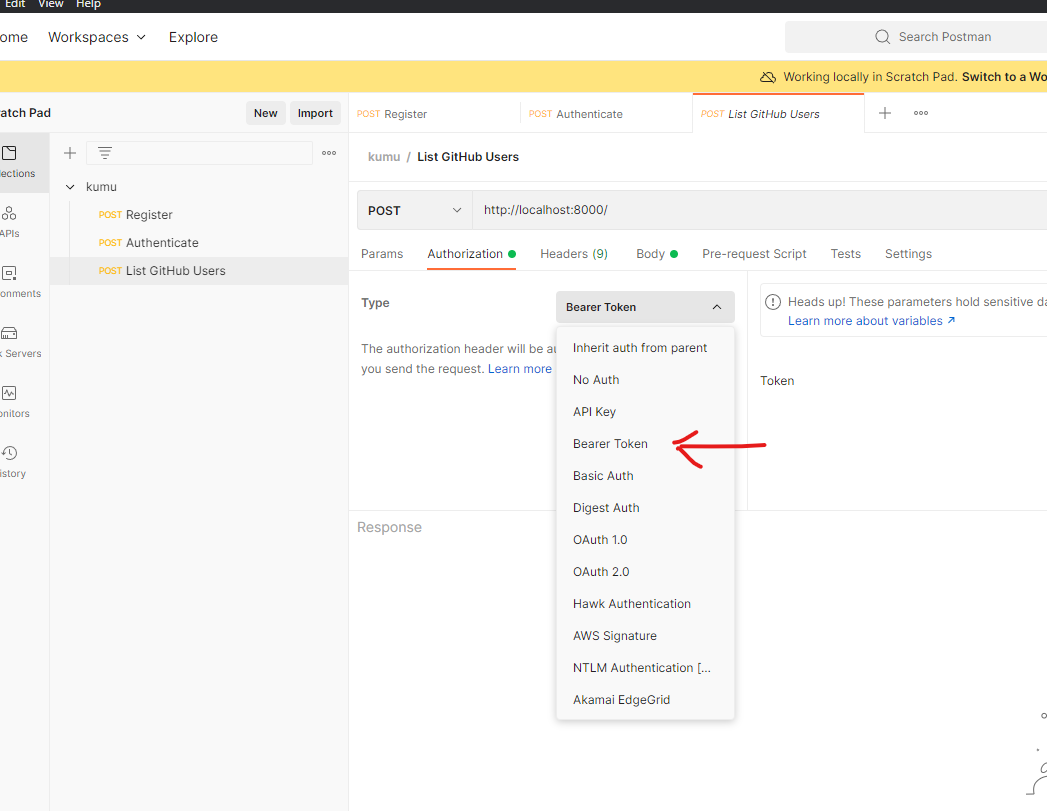 Edit View Help
ome Workspaces Explore Search Postman
Working locally in Scratch Pad. Switch to a Wo
ratch Pad New Import POST Register POST Authenticate POST List GitHub Users
lections
kumu / List GitHub Users
kumu
POST Register
POST http://localhost:8000/
APIs
POST Authenticate
Params Authorization Headers (9) Body Pre-request Script Tests Settings
POST List GitHub Users
onments
Type Bearer Token
Heads up! These parameters hold sensitive da
Learn more about variables
k Servers
The authorization header will be au
you send the request. Learn more
Inherit auth from parent
No Auth
Token
API Key
onitors
Bearer Token
istory
Basic Auth
Digest Auth
Response
OAuth 1.0
OAuth 2.0
Hawk Authentication
AWS Signature
NTLM Authentication [...
Akamai EdgeGrid